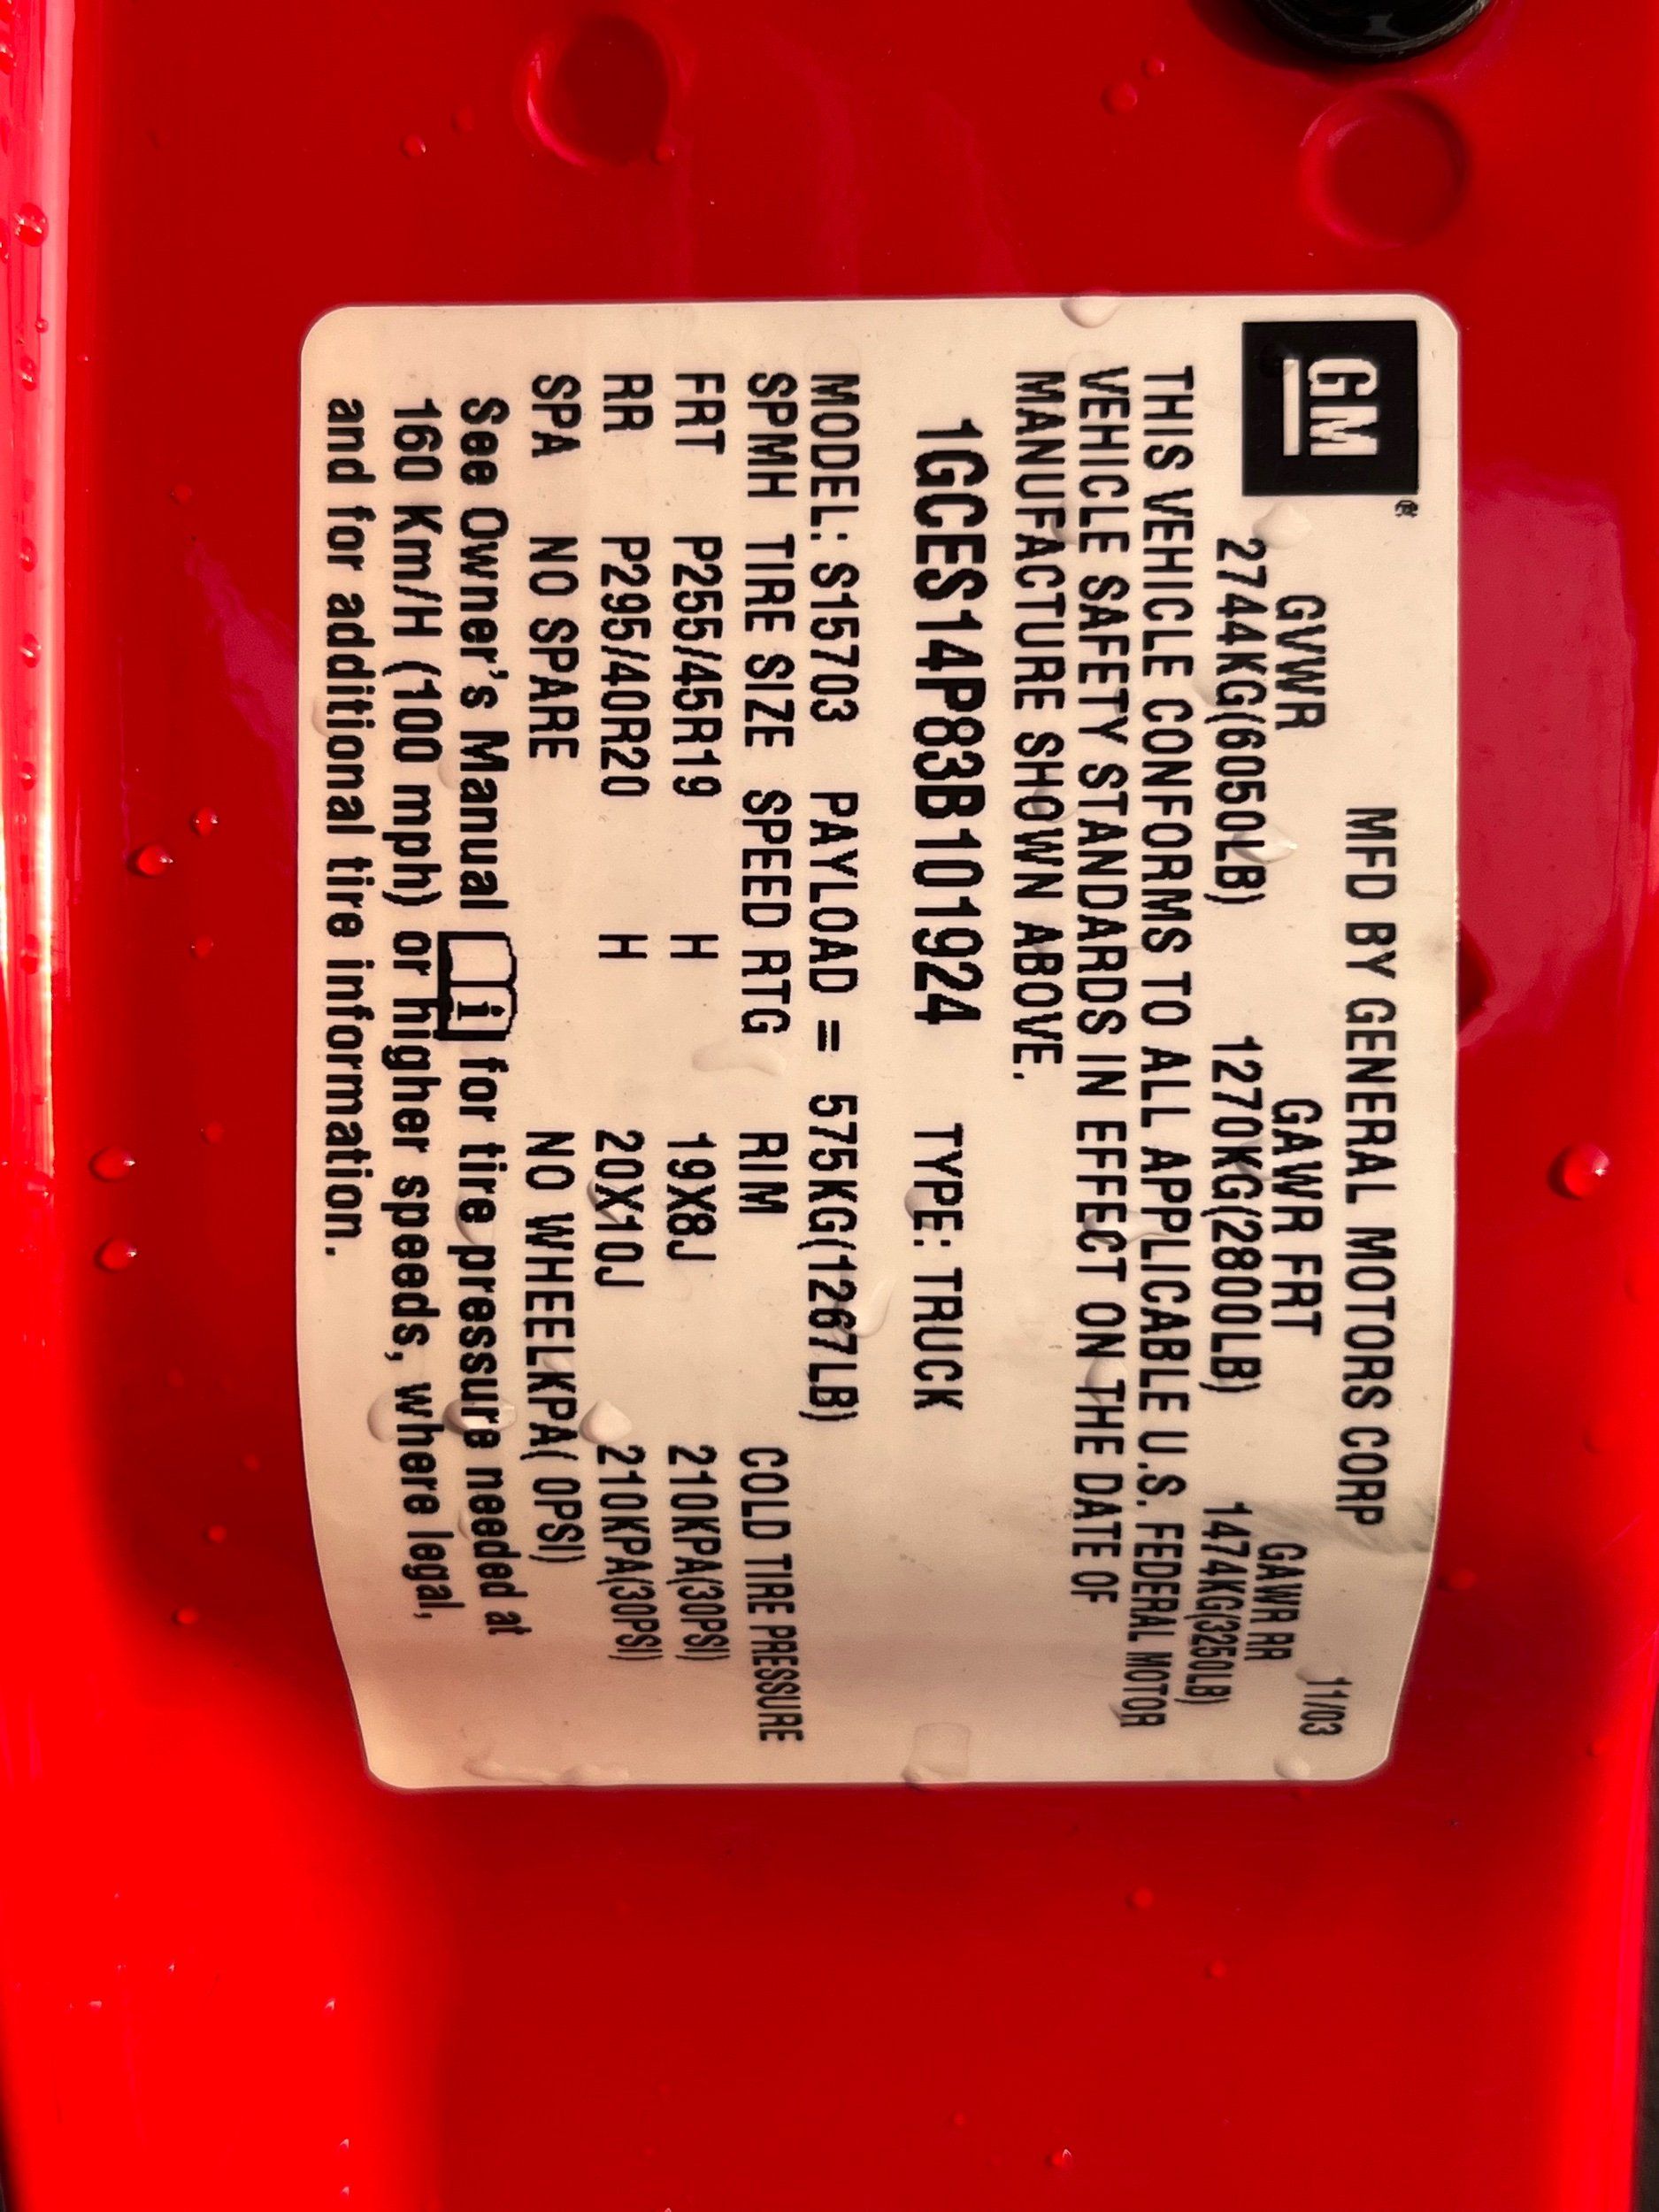 GM®
MFD BY GENERAL MOTORS CORP 11/03
GVWR GAWR FRT GAWR RR
2744KG(6050LB) 1270KG(2800LB) 1474KG(3250LB)
THIS VEHICLE CONFORMS TO ALL APPLICABLE U.S. FEDERAL MOTOR
VEHICLE SAFETY STANDARDS IN EFFECT ON THE DATE OF
MANUFACTURE SHOWN ABOVE.
1GCES14P83B101924 TYPE: TRUCK
MODEL: S15703 PAYLOAD = 575KG(1267LB)
SPMH TIRE SIZE SPEED RTG RIM COLD TIRE PRESSURE
FRT P255/45R19 H 19X8J 210KPA(30PSI)
RR P295/40R20 H 20X10J 210KPA(30PSI)
SPA NO SPARE NO WHEELKPA( 0PSI)
See Owner's Manual i for tire pressure needed at
160 Km/H (100 mph) or higher speeds, where legal,
and for additional tire information.